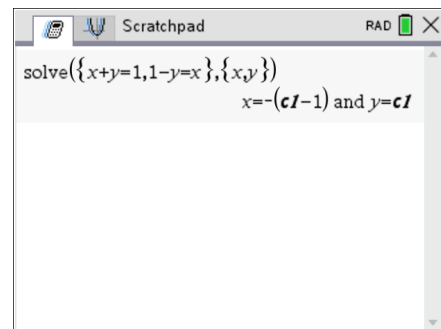 Scratchpad RAD
solve({x+y=1,1-y=x},{x,y})
x=-(c1-1) and y=c1